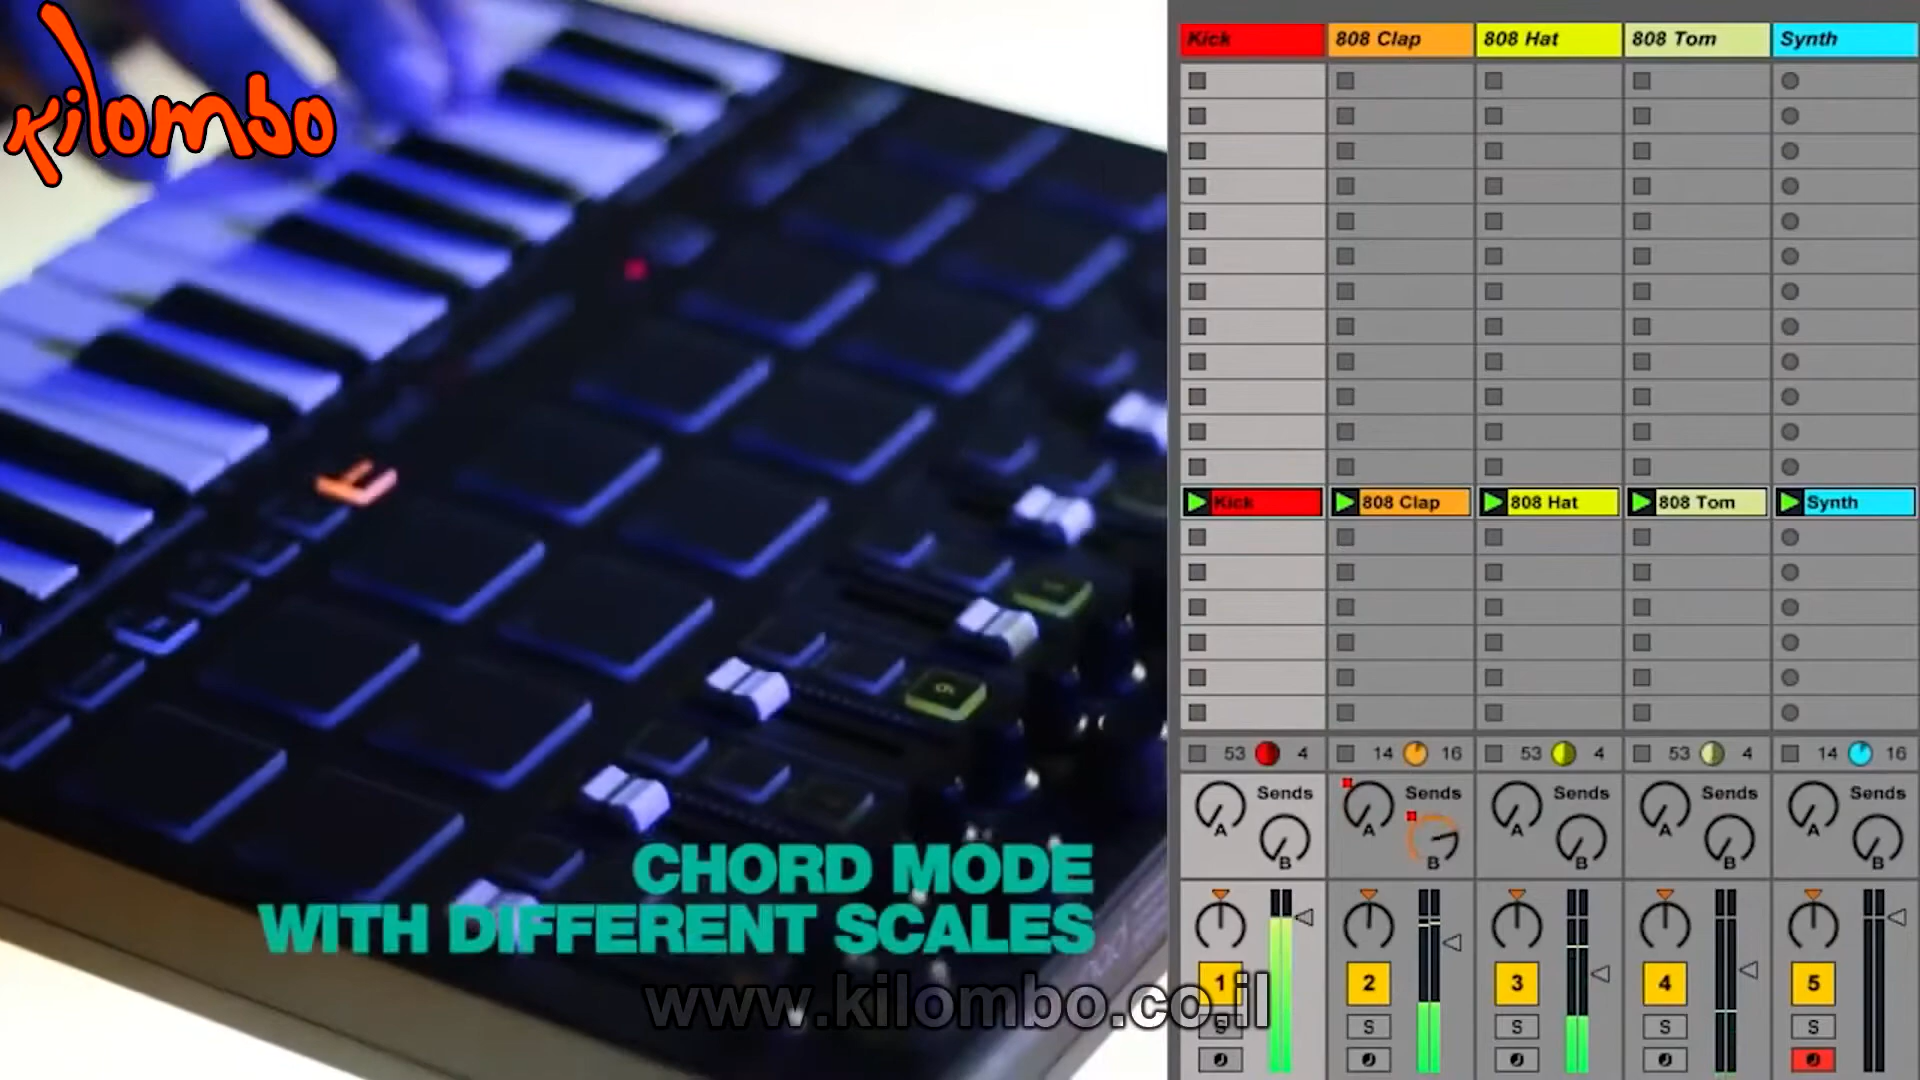 kilombo
Kick 808 Clap 808 Hat 808 Tom Synth
Kick 808 Clap 808 Hat 808 Tom Synth
53 4 14 16 53 4 53 4 14 16
Sends Sends Sends Sends Sends
A A A A A
B B B B B
CHORD MODE
WITH DIFFERENT SCALES
1 2 3 4 5
www.kilombo.co.il
S S S S S